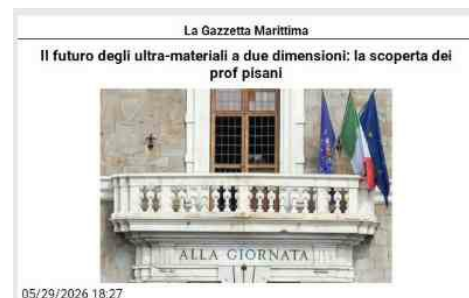 La Gazzetta Marittima
Il futuro degli ultra-materiali a due dimensioni: la scoperta dei
prof pisani
ALLA GIORNATA
05/29/2026 18:27